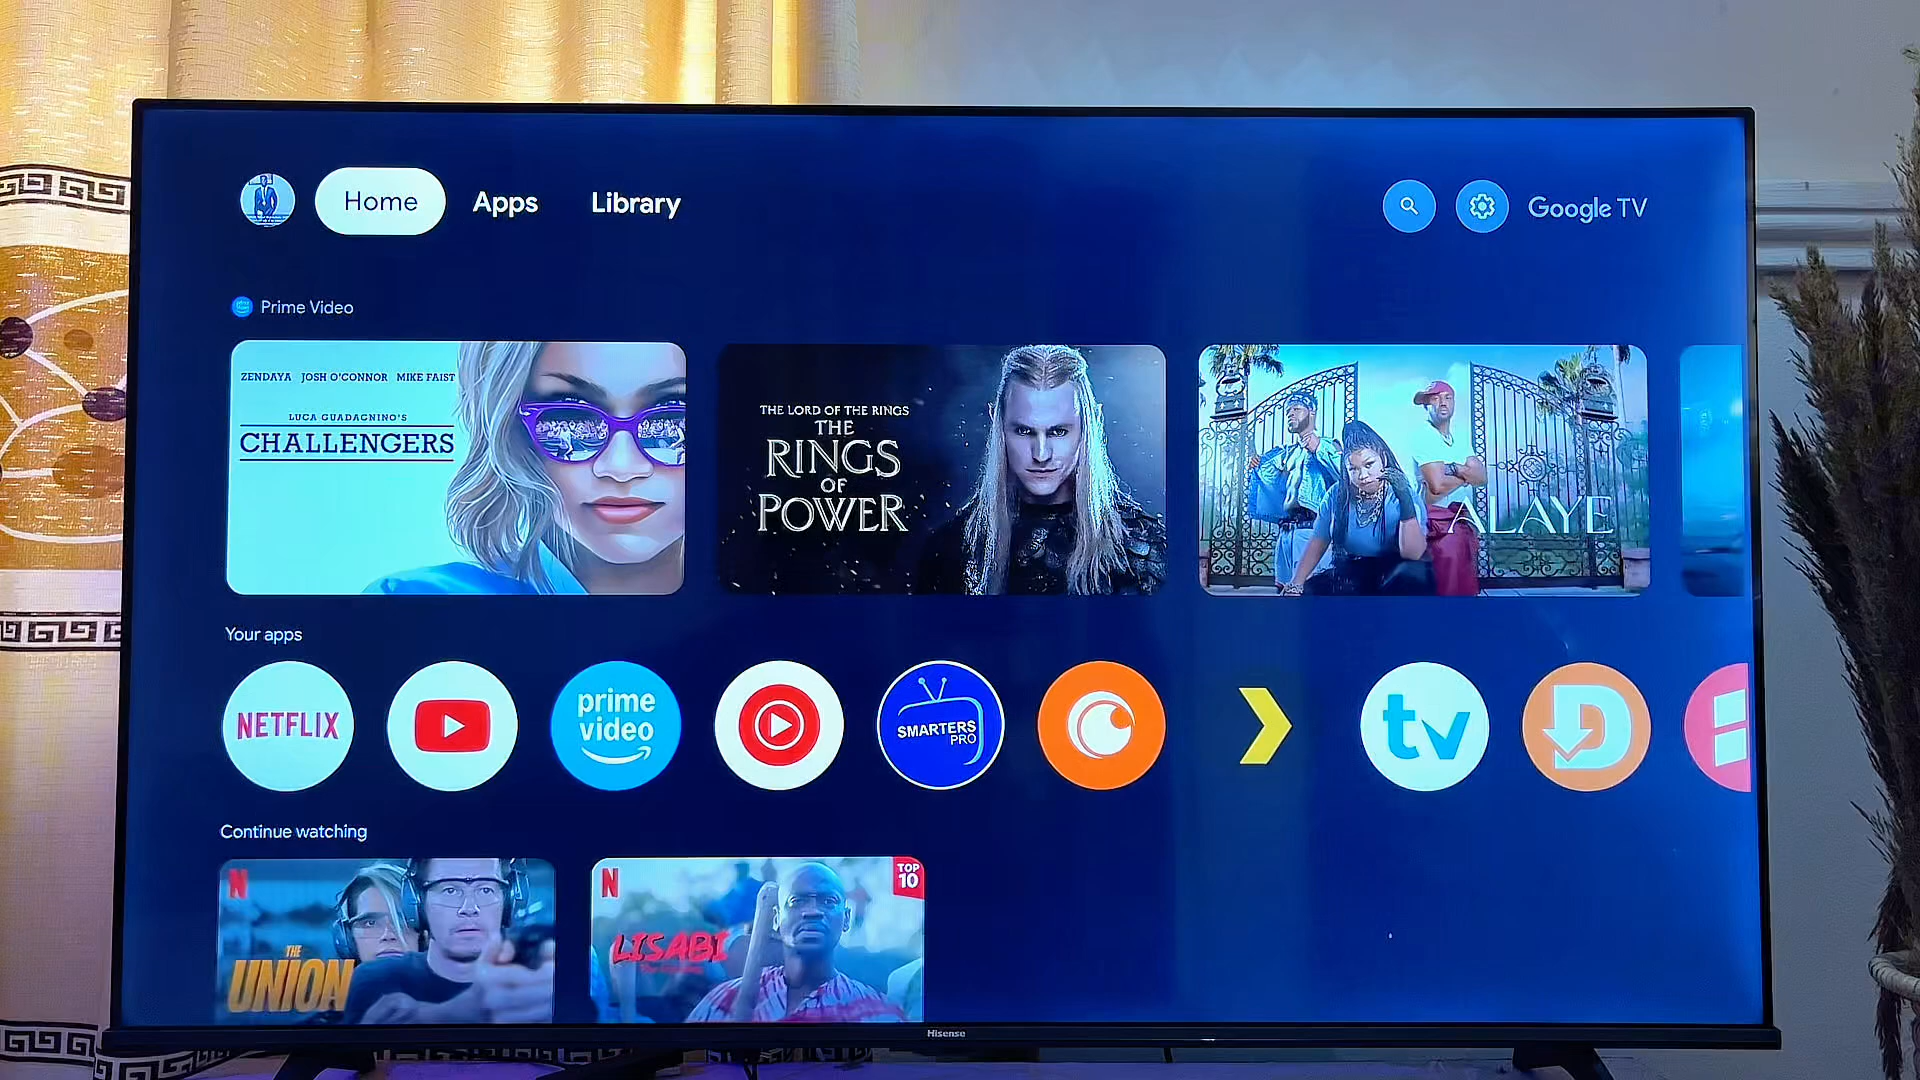 Home
Apps
Library
Google TV
Prime Video
ZENDAYA JOSH O'CONNOR MIKE FAIST
LUCA GUADAGNINO'S
CHALLENGERS
THE LORD OF THE RINGS
THE
RINGS
OF
POWER
ALAYE
Your apps
NETFLIX
prime
video
SMARTERS
PRO
tv
D
Continue watching
N
THE
UNION
N
LISABI
TOP
10
Hisense